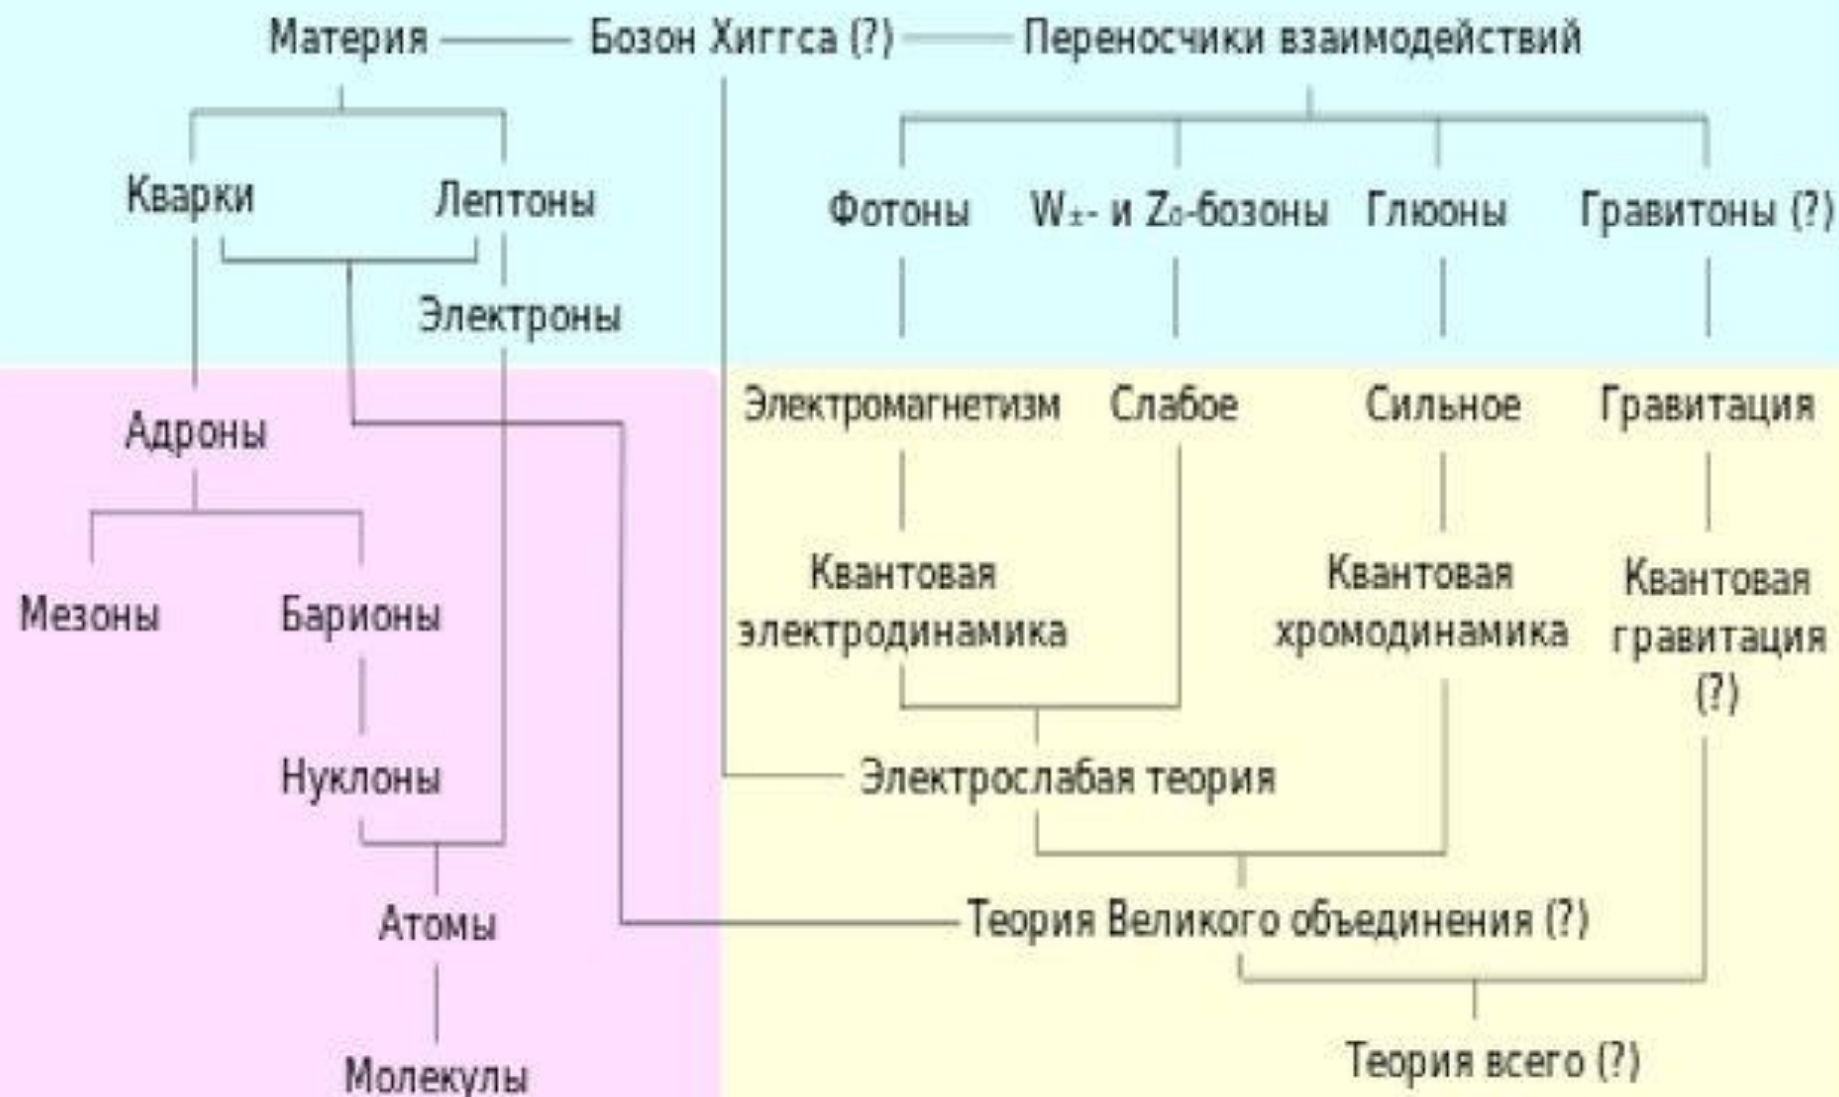 Материя Бозон Хиггса (?) Переносчики взаимодействий
Кварки Лептоны Фотоны W±- и Z0-бозоны Глюоны Гравитоны (?)
Электроны
Адроны Электромагнетизм Слабое Сильное Гравитация
Мезоны Барионы
Квантовая
электродинамика
Квантовая
хромодинамика
Квантовая
гравитация
(?)
Нуклоны Электрослабая теория
Атомы Теория Великого объединения (?)
Молекулы Теория всего (?)